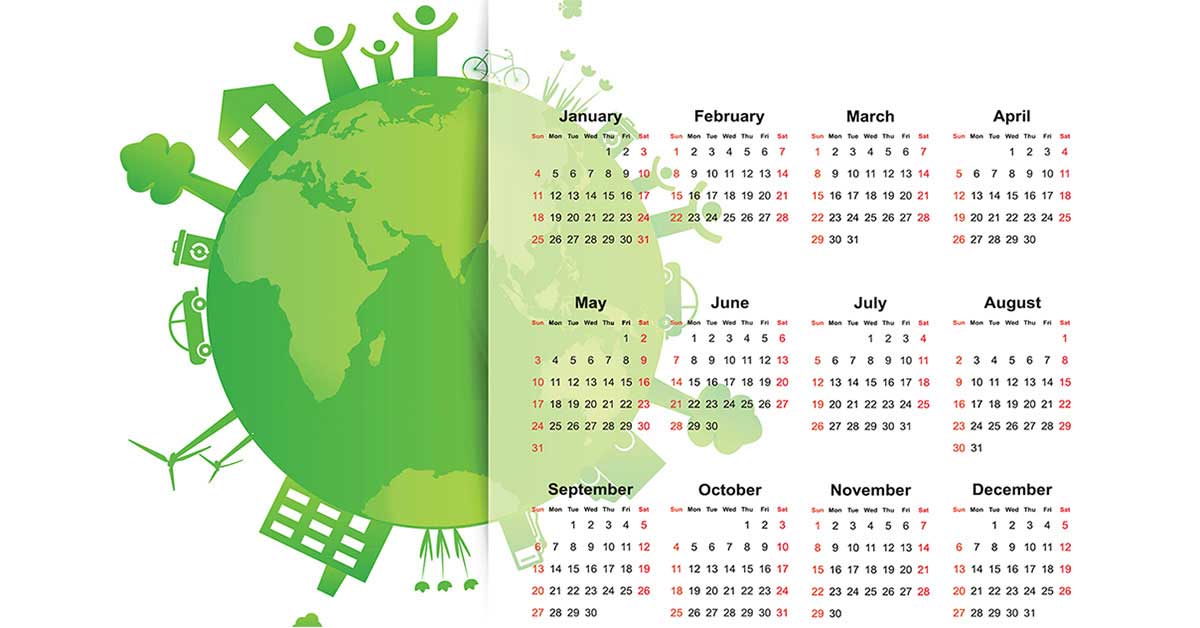 January
Sun Mon Tue Wed Thu Fri Sat
1 2 3
4 5 6 7 8 9 10
11 12 13 14 15 16 17
18 19 20 21 22 23 24
25 26 27 28 29 30 31
February
Sun Mon Tue Wed Thu Fri Sat
1 2 3 4 5 6 7
8 9 10 11 12 13 14
15 16 17 18 19 20 21
22 23 24 25 26 27 28
March
Sun Mon Tue Wed Thu Fri Sat
1 2 3 4 5 6 7
8 9 10 11 12 13 14
15 16 17 18 19 20 21
22 23 24 25 26 27 28
29 30 31
April
Sun Mon Tue Wed Thu Fri Sat
1 2 3 4
5 6 7 8 9 10 11
12 13 14 15 16 17 18
19 20 21 22 23 24 25
26 27 28 29 30
May
Sun Mon Tue Wed Thu Fri Sat
1 2
3 4 5 6 7 8 9
10 11 12 13 14 15 16
17 18 19 20 21 22 23
24 25 26 27 28 29 30
31
June
Sun Mon Tue Wed Thu Fri Sat
1 2 3 4 5 6
7 8 9 10 11 12 13
14 15 16 17 18 19 20
21 22 23 24 25 26 27
28 29 30
July
Sun Mon Tue Wed Thu Fri Sat
1 2 3 4
5 6 7 8 9 10 11
12 13 14 15 16 17 18
19 20 21 22 23 24 25
26 27 28 29 30 31
August
Sun Mon Tue Wed Thu Fri Sat
1
2 3 4 5 6 7 8
9 10 11 12 13 14 15
16 17 18 19 20 21 22
23 24 25 26 27 28 29
30 31
September
Sun Mon Tue Wed Thu Fri Sat
1 2 3 4 5
6 7 8 9 10 11 12
13 14 15 16 17 18 19
20 21 22 23 24 25 26
27 28 29 30
October
Sun Mon Tue Wed Thu Fri Sat
1 2 3
4 5 6 7 8 9 10
11 12 13 14 15 16 17
18 19 20 21 22 23 24
25 26 27 28 29 30 31
November
Sun Mon Tue Wed Thu Fri Sat
1 2 3 4 5 6 7
8 9 10 11 12 13 14
15 16 17 18 19 20 21
22 23 24 25 26 27 28
29 30
December
Sun Mon Tue Wed Thu Fri Sat
1 2 3 4 5
6 7 8 9 10 11 12
13 14 15 16 17 18 19
20 21 22 23 24 25 26
27 28 29 30 31